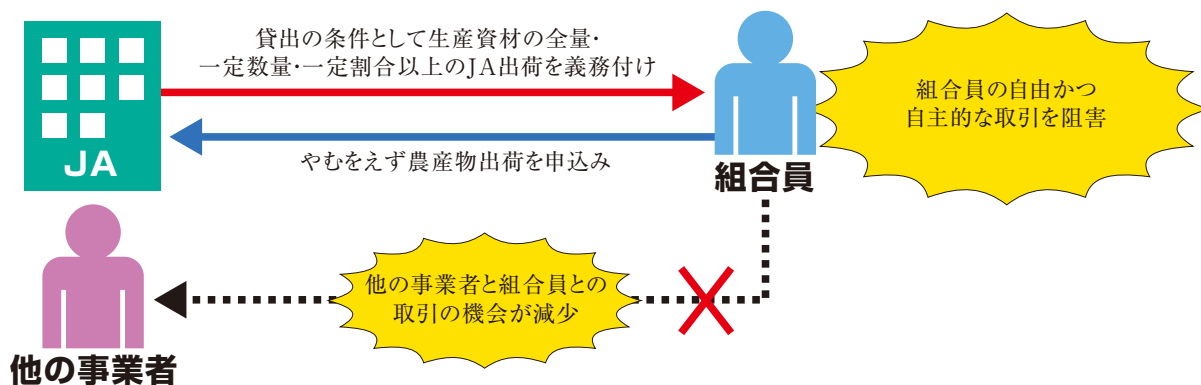 貸出の条件として生産資材の全量・
一定数量・一定割合以上のJA出荷を義務付け
JA
やむをえず農産物出荷を申込み
組合員
組合員の自由かつ
自主的な取引を阻害
他の事業者と組合員との
取引の機会が減少
他の事業者